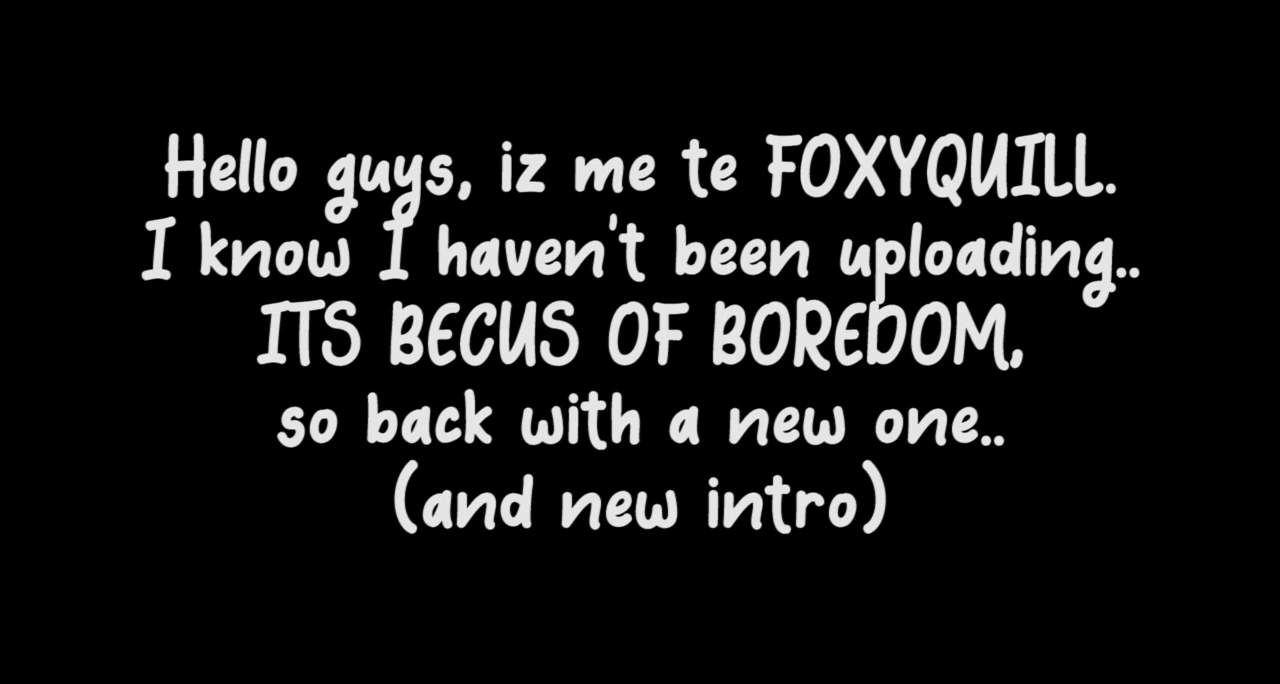 Hello guys, iz me te FOXYQUILL.
I know I haven't been uploading..
ITS BECUS OF BOREDOM,
so back with a new one..
(and new intro)